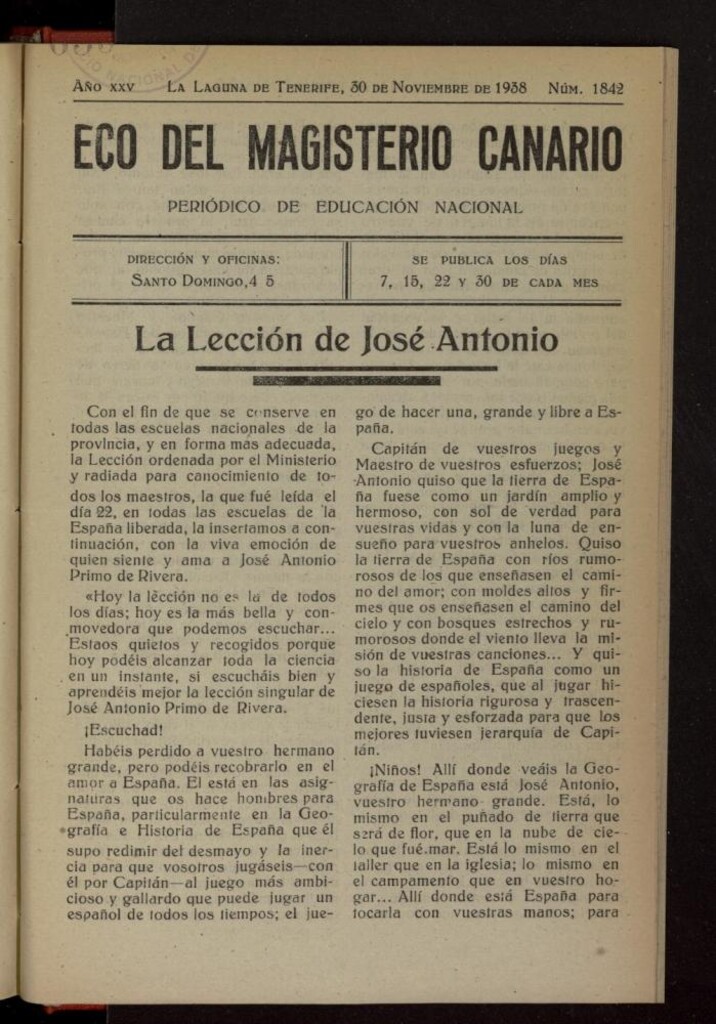 Año xxv La Laguna de Tenerife, 30 de Noviembre de 1938 Núm. 1842
ECO DEL MAGISTERIO CANARIO
PERIÓDICO DE EDUCACIÓN NACIONAL
DIRECCIÓN Y OFICINAS:
Santo Domingo,4 5
SE PUBLICA LOS DÍAS
7, 15, 22 Y 30 DE CADA MES
La Lección de José Antonio
Con el fin de que se conserve en
todas las escuelas nacionales de la
provincia, y en forma mas adecuada,
la Lección ordenada por el Ministerio
y radiada para canocimiento de to-
dos los maestros, la que fué leída el
día 22, en todas las escuelas de la
España liberada, la insertamos a con-
tinuación, con la viva emoción de
quien siente y ama a José Antonio
Primo de Rivera.
«Hoy la lección no es la de todos
los días; hoy es la más bella y con-
movedora que podemos escuchar...
Estaos quietos y recogidos porque
hoy podéis alcanzar toda la ciencia
en un instante, si escucháis bien y
aprendéis mejor la lección singular de
José Antonio Primo de Rivera.
¡Escuchad!
Habéis perdido a vuestro hermano
grande, pero podéis recobrarlo en el
amor a España. El está en las asig-
naturas que os hace hombres para
España, particularmente en la Geo-
grafía e Historia de España que él
supo redimir del desmayo y la iner-
cia para que vosotros jugáseis—con
él por Capitán—al juego más ambi-
cioso y gallardo que puede jugar un
español de todos los tiempos; el jue-
go de hacer una, grande y libre a Es-
paña.
Capitán de vuestros juegos y
Maestro de vuestros esfuerzos; José
Antonio quiso que la tierra de Espa-
ña fuese como un jardín amplio y
hermoso, con sol de verdad para
vuestras vidas y con la luna de en-
sueño para vuestros anhelos. Quiso
la tierra de España con ríos rumo-
rosos de los que enseñasen el cami-
no del amor; con moldes altos y fir-
mes que os enseñasen el camino del
cielo y con bosques estrechos y ru-
morosos donde el viento lleva la mi-
sión de vuestras canciones... Y qui-
so la historia de España como un
juego de españoles, que al jugar hi-
ciesen la historia rigurosa y trascen-
dente, justa y esforzada para que los
mejores tuviesen jerarquía de Capi-
tán.
¡Niños! Allí donde veáis la Geo-
grafía de España está José Antonio,
vuestro hermano grande. Está, lo
mismo en el puñado de tierra que
será de flor, que en la nube de cie-
lo que fué mar. Está lo mismo en el
taller que en la iglesia; lo mismo en
el campamento que en vuestro ho-
gar... Allí donde está España para
tocarla con vuestras manos; para